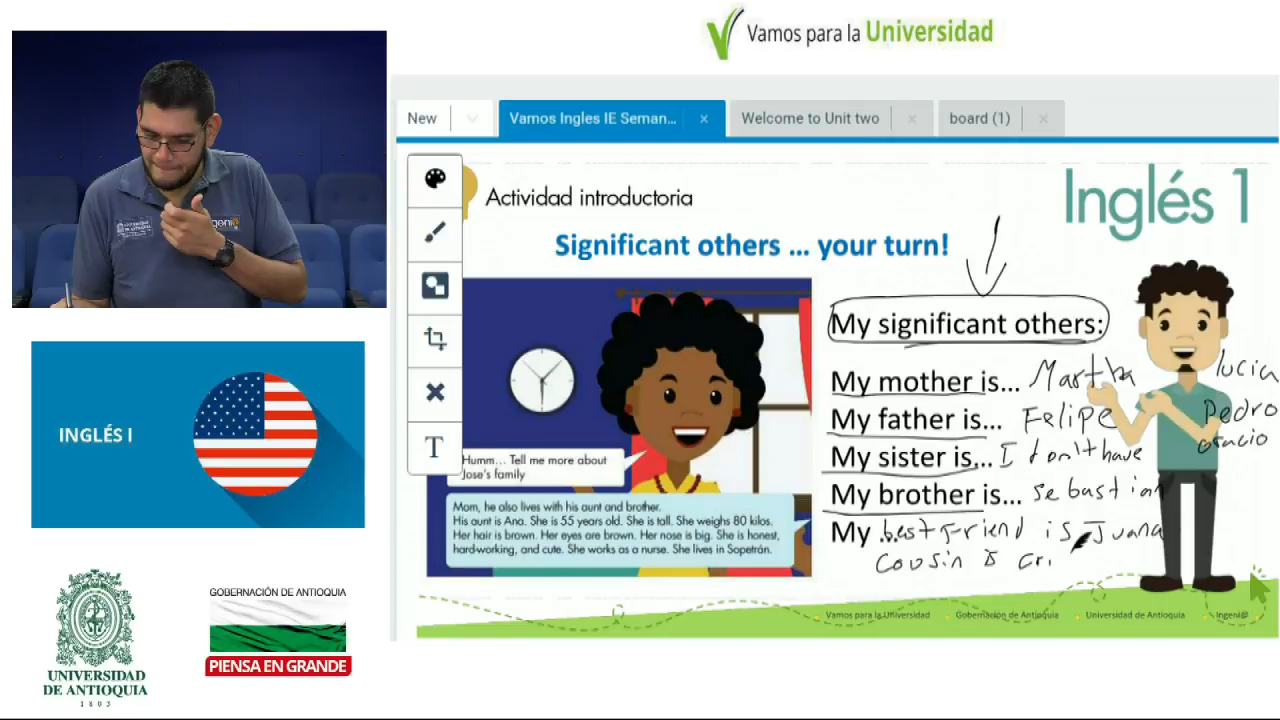 Vamos para la Universidad
New
Vamos Ingles IE Seman...
Welcome to Unit two
board (1)
Actividad introductoria
Inglés 1
Significant others ... your turn!
My significant others:
My mother is... Martha lucia
My father is... Felipe Pedro
My sister is... I don't have
My brother is... sebastian
My best friend is Juana
cousin is cri
T
Humm... Tell me more about
Jose's family
Mom, he also lives with his aunt and brother.
His aunt is Ana. She is 55 years old. She is tall. She weighs 80 kilos.
Her hair is brown. Her eyes are brown. Her nose is big. She is honest,
hardworking, and cute. She works as a nurse. She lives in Sopetrán.
Vamos para la Universidad Gobernación de Antioquia Universidad de Antioquia Ingeni@
INGLÉS I
UNIVERSIDAD
DE ANTIOQUIA
1803
GOBERNACIÓN DE ANTIOQUIA
PIENSA EN GRANDE